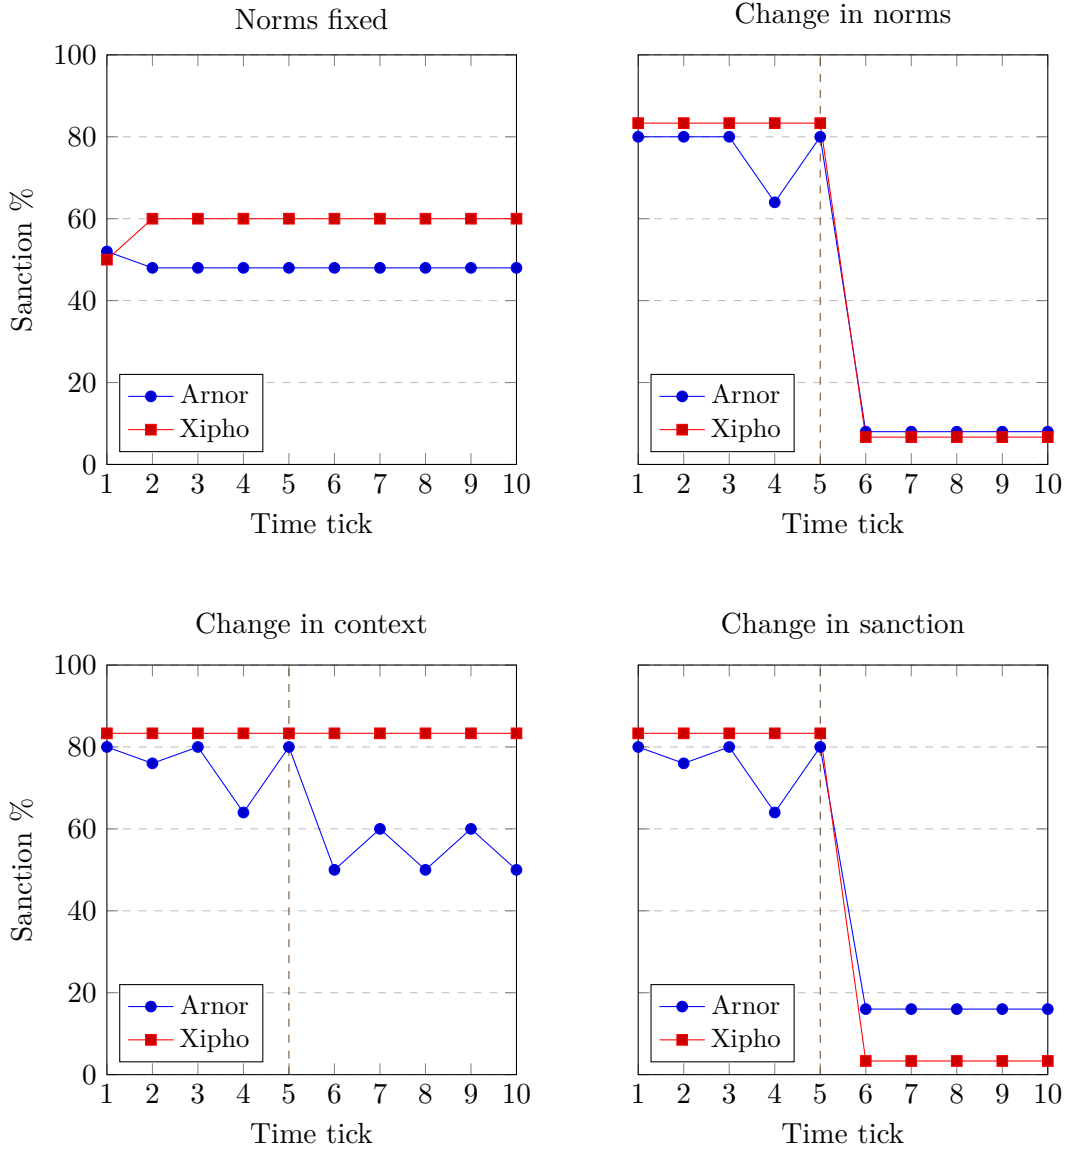 Norms fixed
Change in norms
100
80
60
40
20
0
Sanction %
Arnor
Xipho
Arnor
Xipho
1 2 3 4 5 6 7 8 9 10
1 2 3 4 5 6 7 8 9 10
Time tick
Time tick
Change in context
Change in sanction
100
80
60
40
20
0
Sanction %
Arnor
Xipho
Arnor
Xipho
1 2 3 4 5 6 7 8 9 10
1 2 3 4 5 6 7 8 9 10
Time tick
Time tick